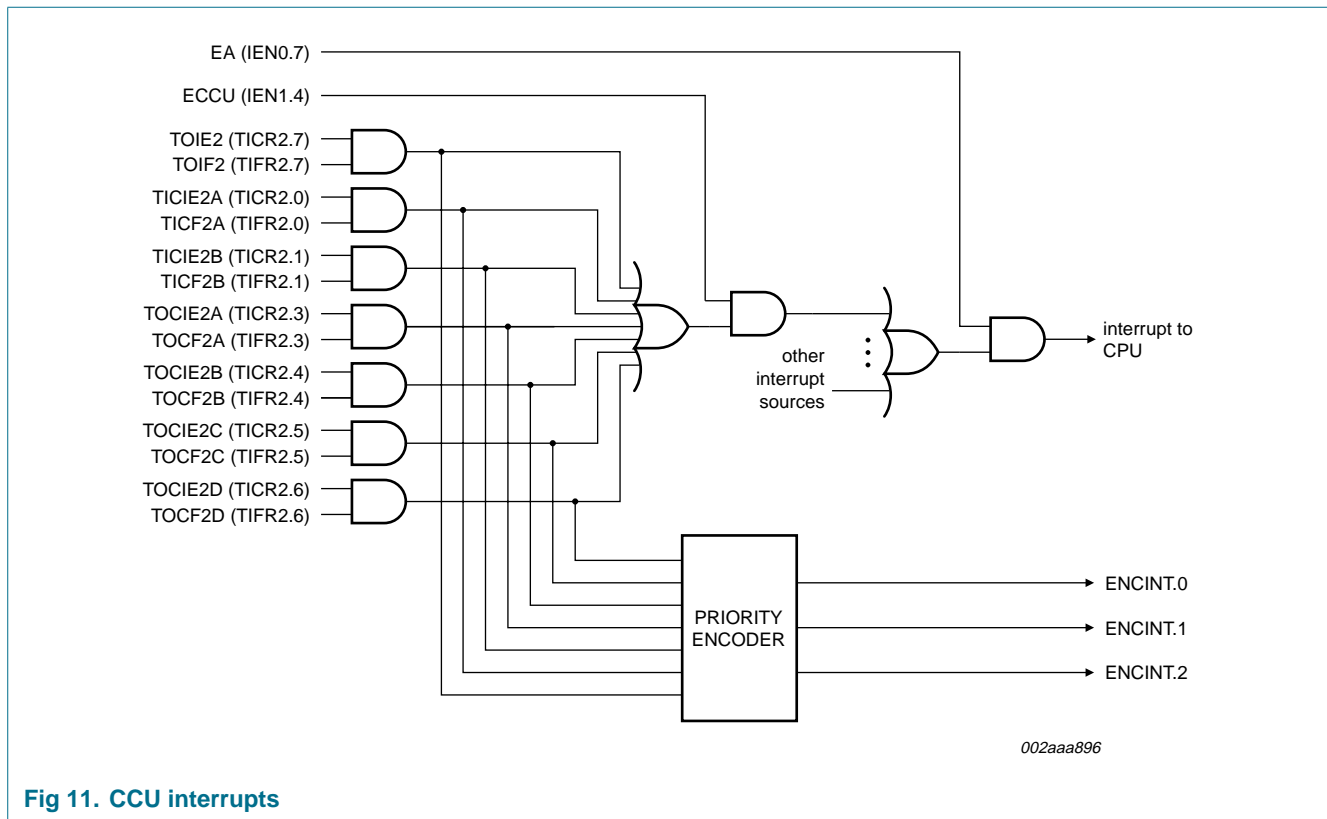 EA (IEN0.7)
ECCU (IEN1.4)
TOIE2 (TICR2.7)
TOIF2 (TIFR2.7)
TICIE2A (TICR2.0)
TICF2A (TIFR2.0)
TICIE2B (TICR2.1)
TICF2B (TIFR2.1)
TOCIE2A (TICR2.3)
TOCF2A (TIFR2.3)
TOCIE2B (TICR2.4)
TOCF2B (TIFR2.4)
TOCIE2C (TICR2.5)
TOCF2C (TIFR2.5)
TOCIE2D (TICR2.6)
TOCF2D (TIFR2.6)
other
interrupt
sources
interrupt to
CPU
PRIORITY
ENCODER
ENCINT.0
ENCINT.1
ENCINT.2
002aaa896
Fig 11. CCU interrupts